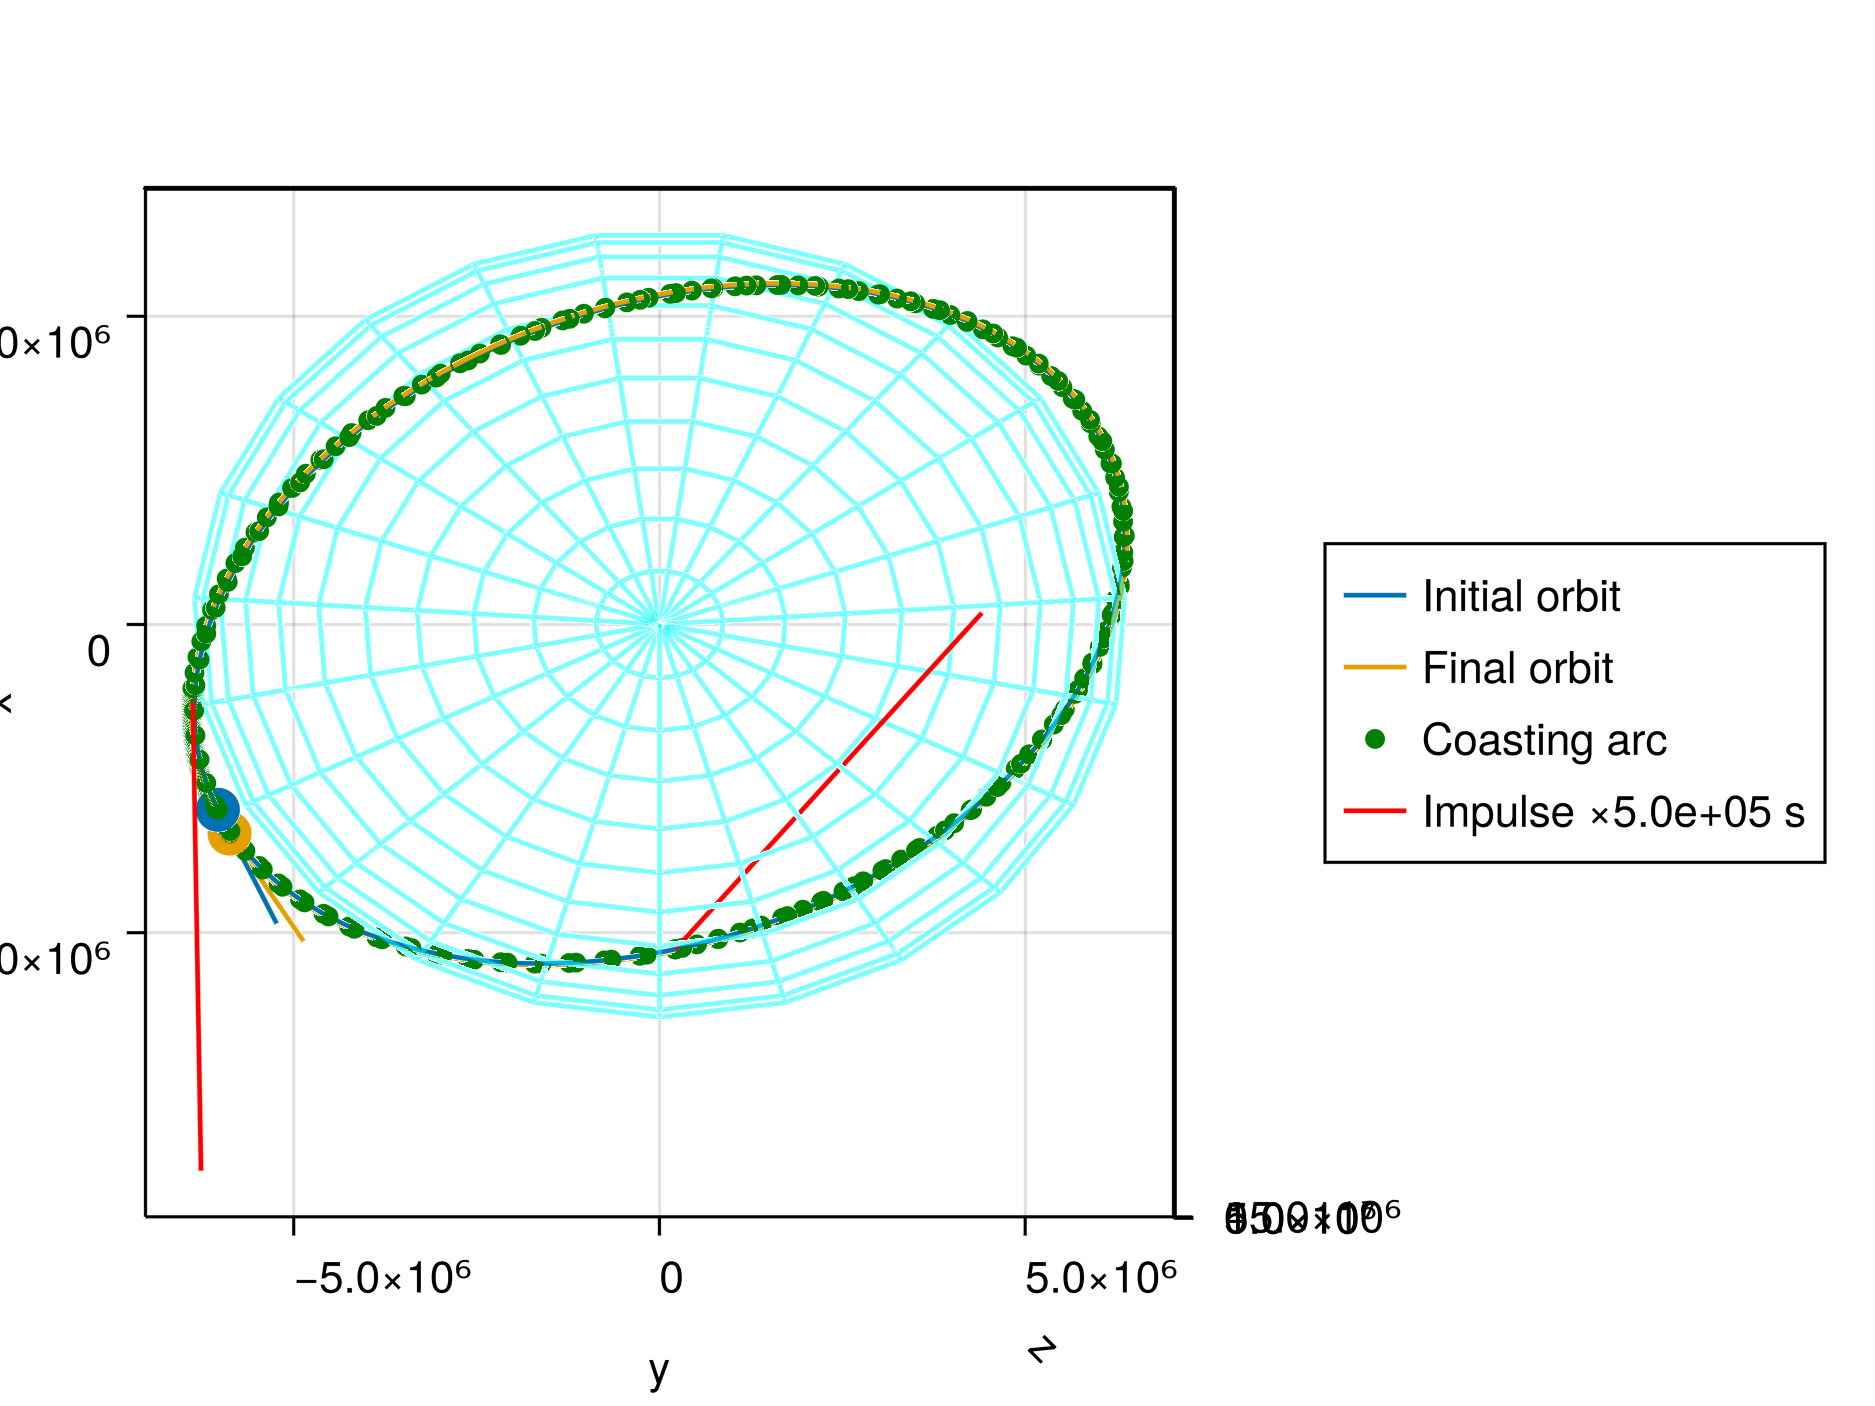 0×10⁶
0
0×10⁶
x
−5.0×10⁶
0
5.0×10⁶
y
z
Initial orbit
Final orbit
Coasting arc
Impulse ×5.0e+05 s